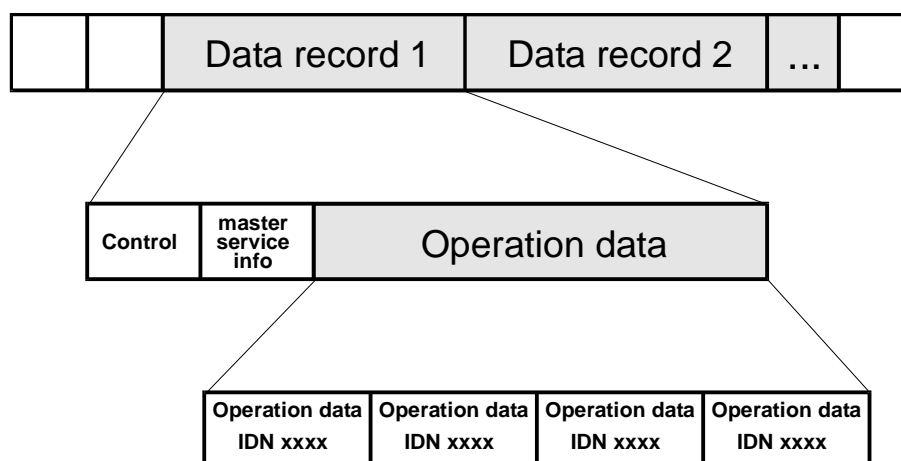 Data record 1 Data record 2 ...
Control master service info Operation data
Operation data Operation data Operation data Operation data
IDN xxxx IDN xxxx IDN xxxx IDN xxxx